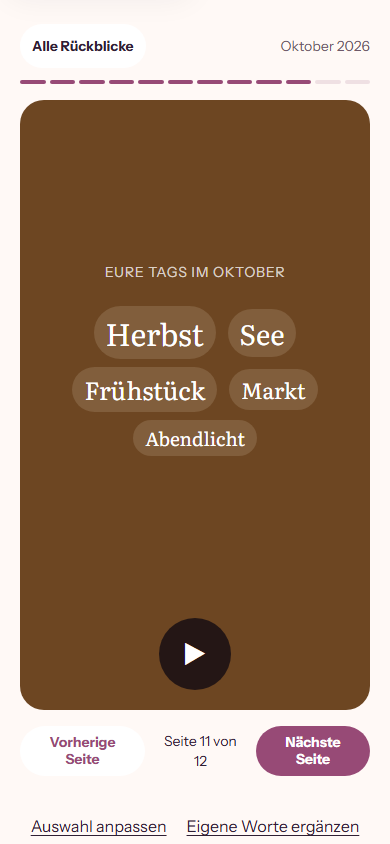 Alle Rückblicke
Oktober 2026
EURE TAGS IM OKTOBER
Herbst See
Frühstück Markt
Abendlicht
Vorherige
Seite
Seite 11 von
12
Nächste
Seite
Auswahl anpassen Eigene Worte ergänzen